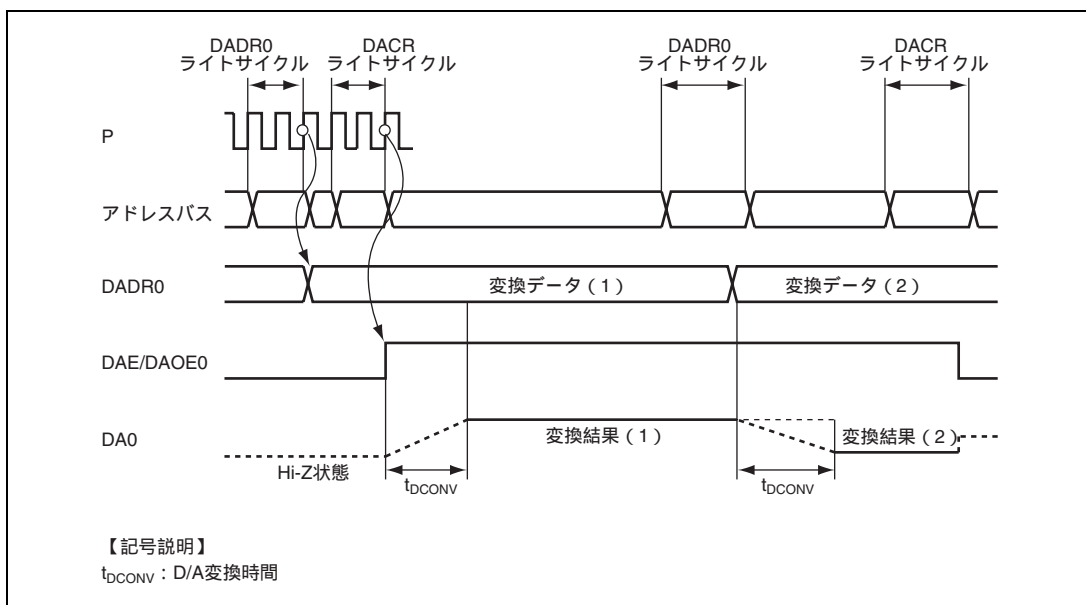 DADR0
ライトサイクル
DACR
ライトサイクル
DADR0
ライトサイクル
DACR
ライトサイクル
P
アドレスバス
DADR0
変換データ（1）
変換データ（2）
DAE/DAOE0
DA0
変換結果（1）
変換結果（2）
Hi-Z状態
tDCONV
tDCONV
【記号説明】
tDCONV：D/A変換時間